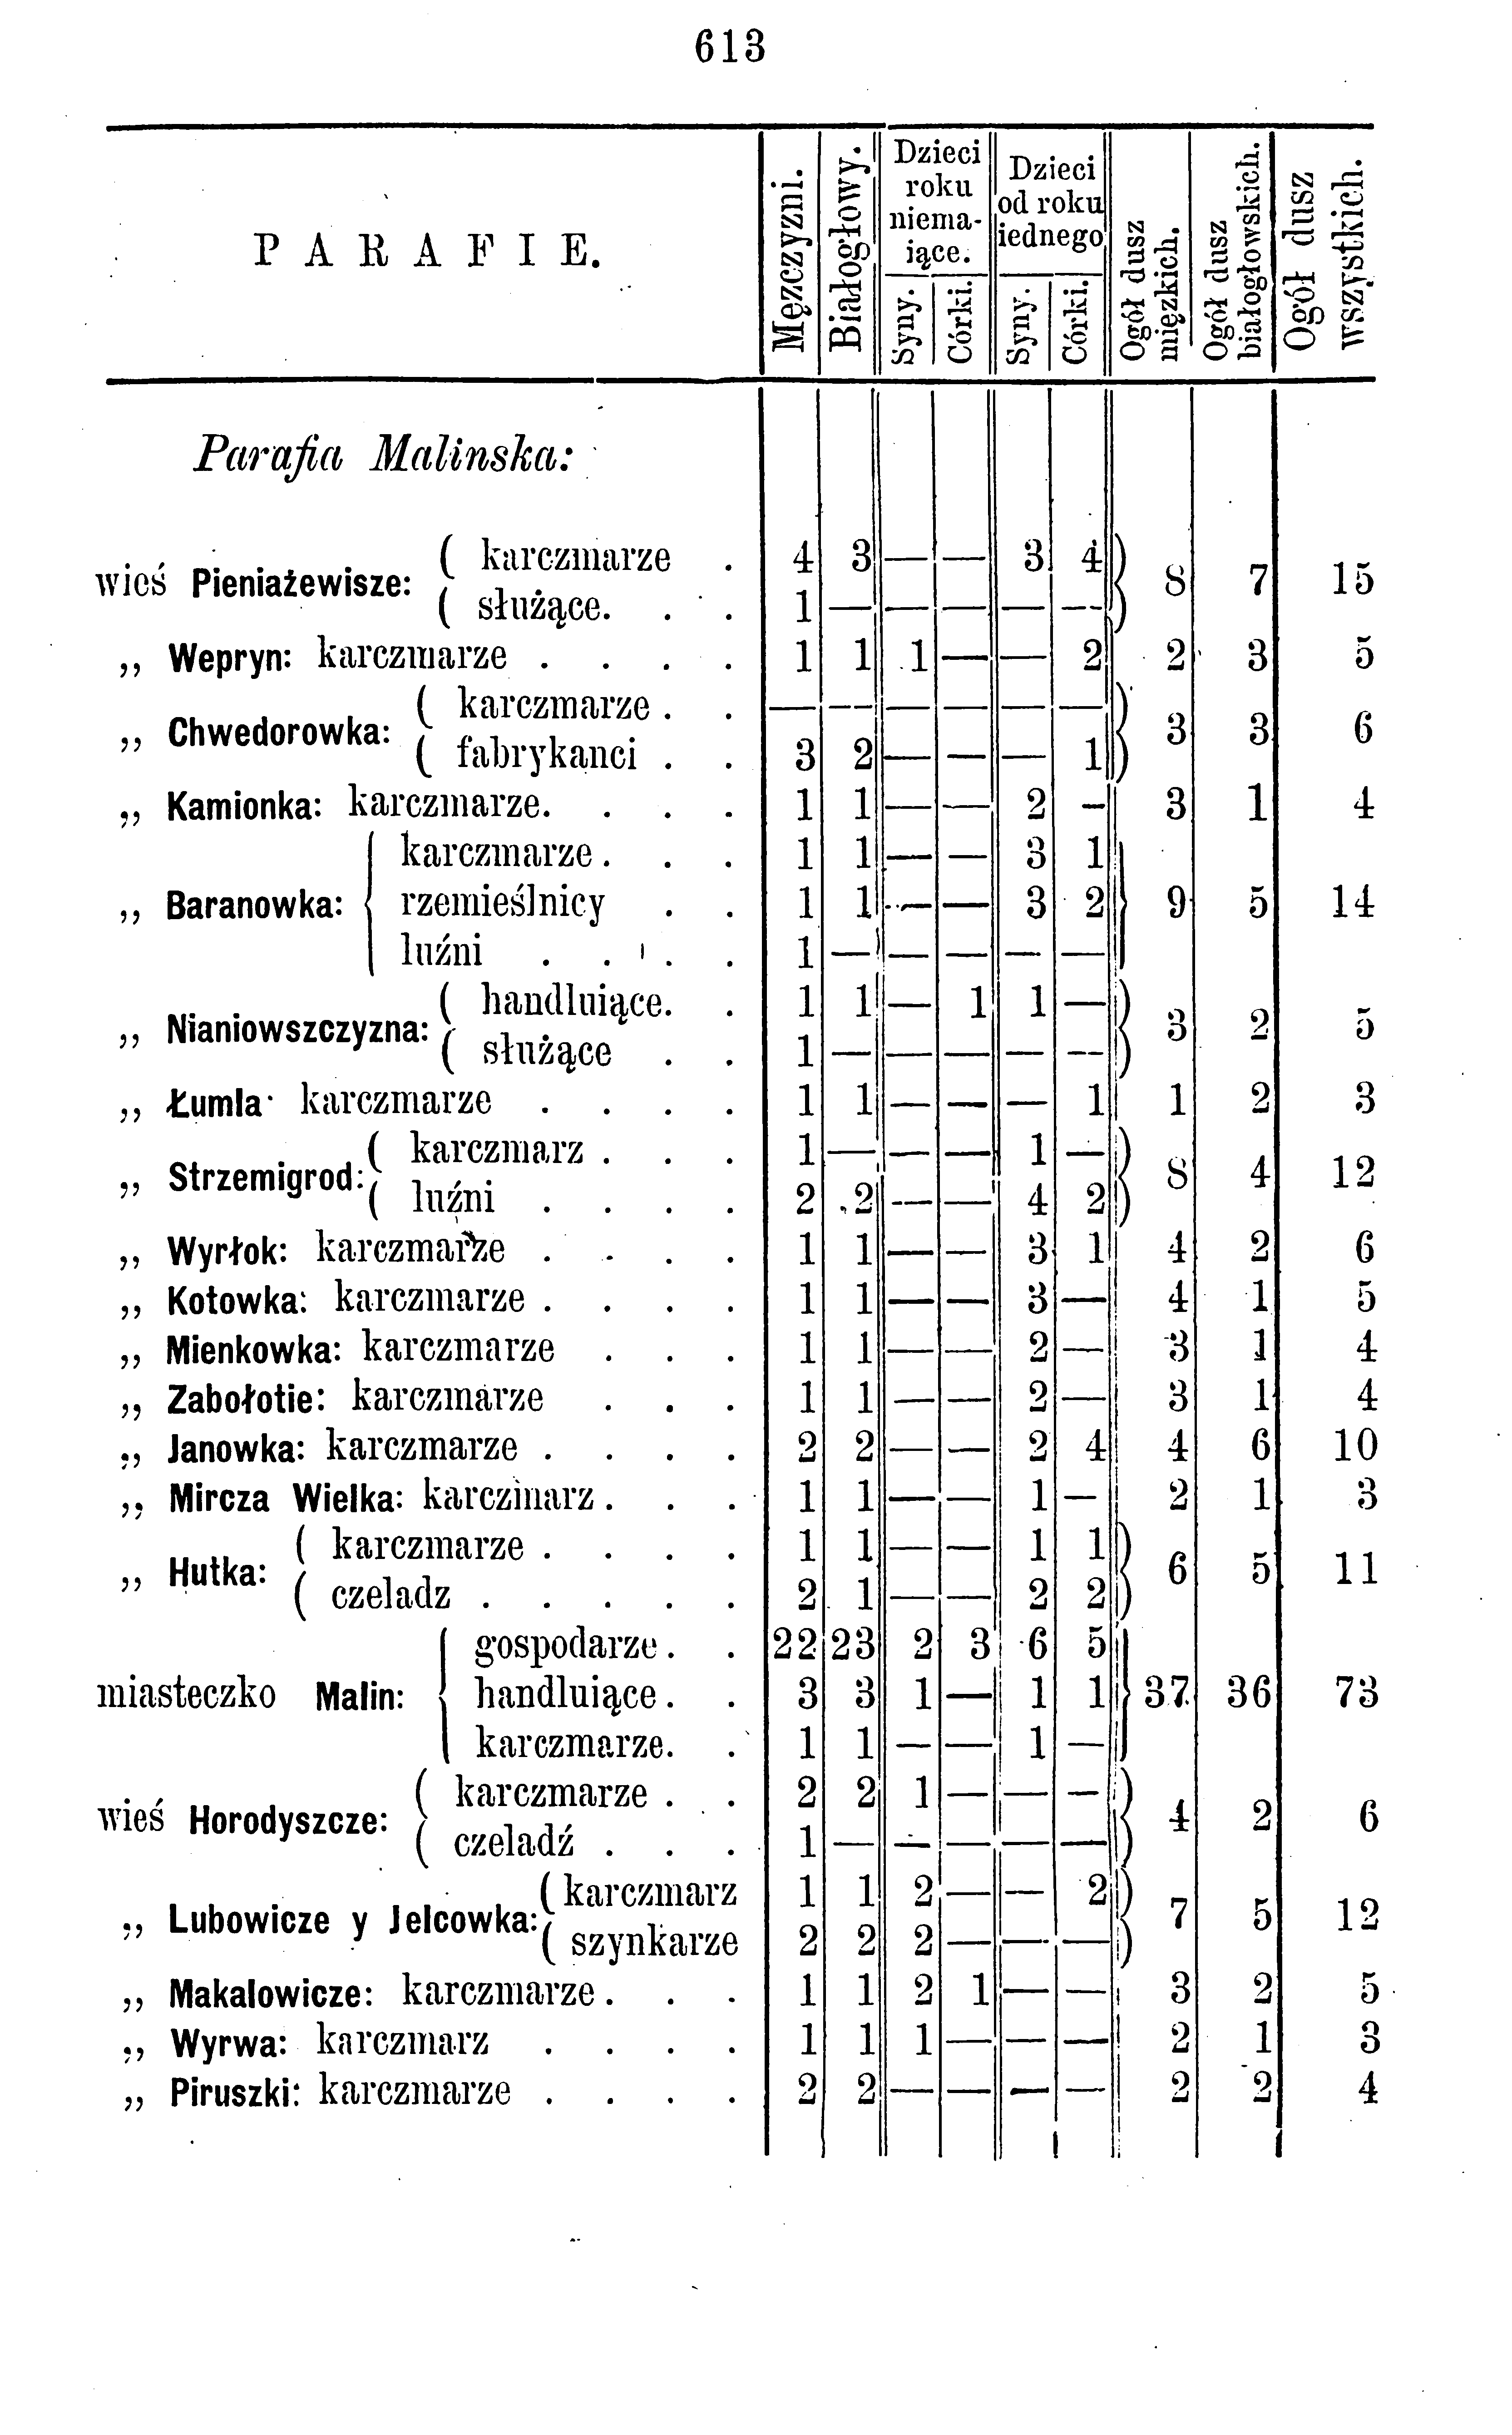 613
PARAFIE.
Mężczyzni.
Białogłowy.
Dzieci roku niema-iące.
Syny.
Córki.
Dzieci od roku iednego
Syny.
Córki.
Ogół dusz mięzkich.
Ogół dusz białogłowskich.
Ogół dusz wszystkich.
Parafia Malinska:
wieś Pieniażewisze: ( karczmarze . 4 3 — — 3 4 ) 8 7 15
( służące. . . 1 — — — — — )
„ Wepryn: karczmarze . . . . 1 1 1 — — 2 2 3 5
„ Chwedorowka: ( karczmarze . . — — — — — — ) 3 3 6
( fabrykanci . . 3 2 — — — 1 )
„ Kamionka: karczmarze. . . . 1 1 — — 2 — 3 1 4
„ Baranowka: { karczmarze . . . 1 1 — — 3 1 } 9 5 14
rzemieślnicy . . 1 1 — — 3 2
luźni . . . . 1 — — — — —
„ Nianiowszczyzna: ( handluiące. . 1 1 — 1 1 — ) 3 2 5
( służące . . 1 — — — — — )
„ Łumla· karczmarze . . . . 1 1 — — — 1 1 2 3
„ Strzemigrod: ( karczmarz . . . 1 — — — 1 — ) 8 4 12
( luźni . . . . 2 2 — — 4 2 )
„ Wyrłok: karczmarze . . . . 1 1 — — 3 1 4 2 6
„ Kotowka: karczmarze . . . . 1 1 — — 3 — 4 1 5
„ Mienkowka: karczmarze . . . 1 1 — — 2 — 3 1 4
„ Zabołotie: karczmarze . . . 1 1 — — 2 — 3 1 4
„ Janowka: karczmarze . . . . 2 2 — — 2 4 4 6 10
„ Mircza Wielka: karczmarz . . . 1 1 — — 1 — 2 1 3
„ Hutka: ( karczmarze . . . . 1 1 — — 1 1 ) 6 5 11
( czeladz . . . . . 2 1 — — 2 2 )
miasteczko Malin: { gospodarze . . 22 23 2 3 6 5 } 37 36 73
handluiące . . 3 3 1 — 1 1
karczmarze. . 1 1 — — 1 —
wieś Horodyszcze: ( karczmarze . . 2 2 1 — — — ) 4 2 6
( czeladź . . . 1 — — — — — )
„ Lubowicze y Jelcowka: ( karczmarz 1 1 2 — — 2 ) 7 5 12
( szynkarze 2 2 2 — — — )
„ Makalowicze: karczmarze . . . 1 1 2 1 — — 3 2 5
„ Wyrwa: karczmarz . . . . 1 1 1 — — — 2 1 3
„ Piruszki: karczmarze . . . . 2 2 — — — — 2 2 4